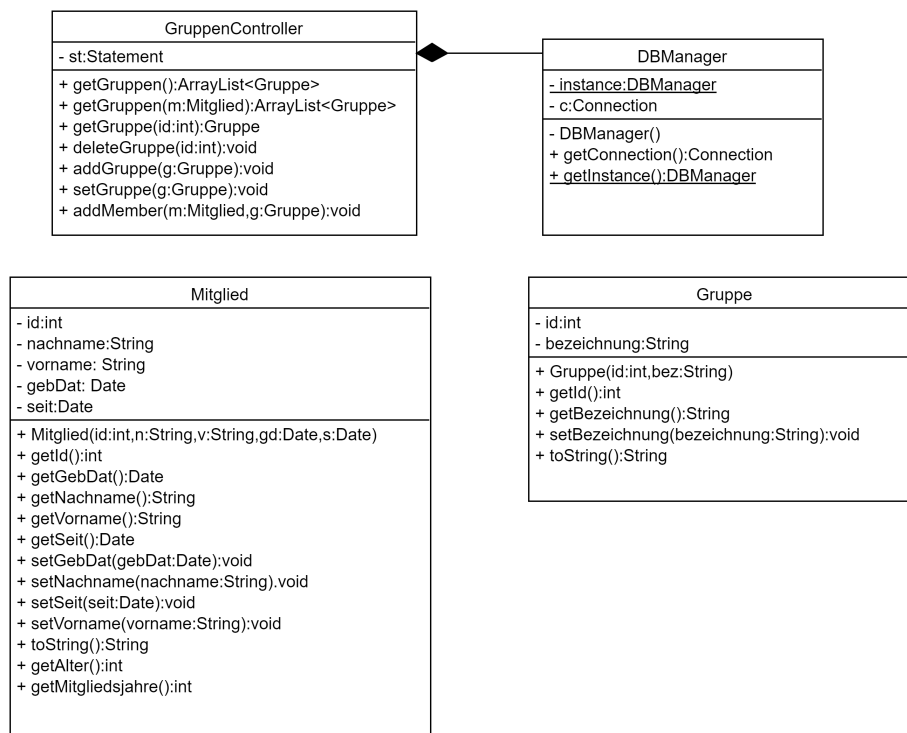 GruppenController
- st:Statement
+ getGruppen():ArrayList<Gruppe>
+ getGruppen(m:Mitglied):ArrayList<Gruppe>
+ getGruppe(id:int):Gruppe
+ deleteGruppe(id:int):void
+ addGruppe(g:Gruppe):void
+ setGruppe(g:Gruppe):void
+ addMember(m:Mitglied,g:Gruppe):void
DBManager
- instance:DBManager
- c:Connection
- DBManager()
+ getConnection():Connection
+ getInstance():DBManager
Mitglied
- id:int
- nachname:String
- vorname: String
- gebDat: Date
- seit:Date
+ Mitglied(id:int,n:String,v:String,gd:Date,s:Date)
+ getId():int
+ getGebDat():Date
+ getNachname():String
+ getVorname():String
+ getSeit():Date
+ setGebDat(gebDat:Date):void
+ setNachname(nachname:String).void
+ setSeit(seit:Date):void
+ setVorname(vorname:String):void
+ toString():String
+ getAlter():int
+ getMitgliedsjahre():int
Gruppe
- id:int
- bezeichnung:String
+ Gruppe(id:int,bez:String)
+ getId():int
+ getBezeichnung():String
+ setBezeichnung(bezeichnung:String):void
+ toString():String